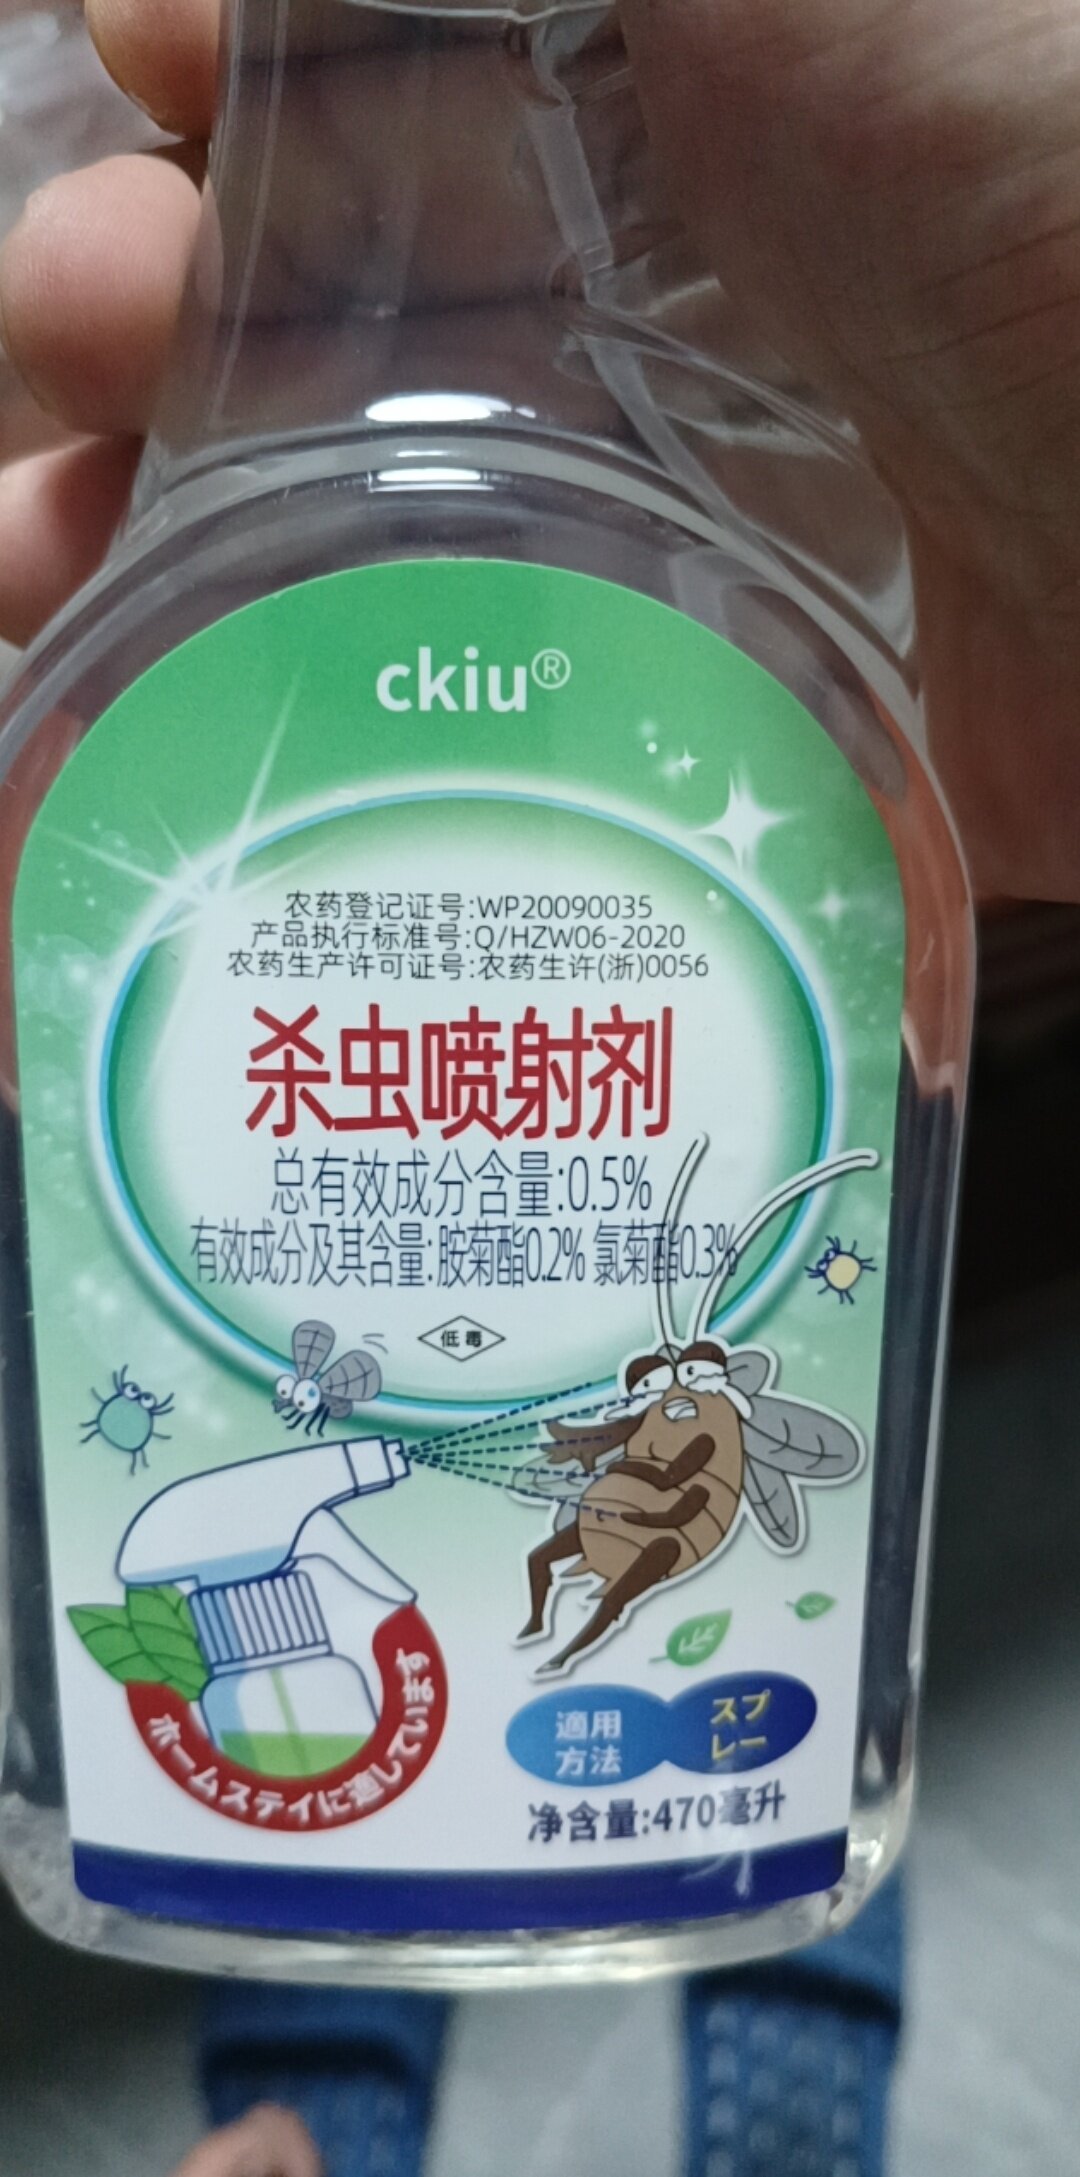 ckiu®
农药登记证号:WP20090035
产品执行标准号:Q/HZW06-2020
农药生产许可证号:农药生许(浙)0056
杀虫喷射剂
总有效成分含量:0.5%
有效成分及其含量:胺菊酯0.2% 氯菊酯0.3%
低毒
ホームステイに適しています
適用
方法
スプ
レー
净含量:470毫升